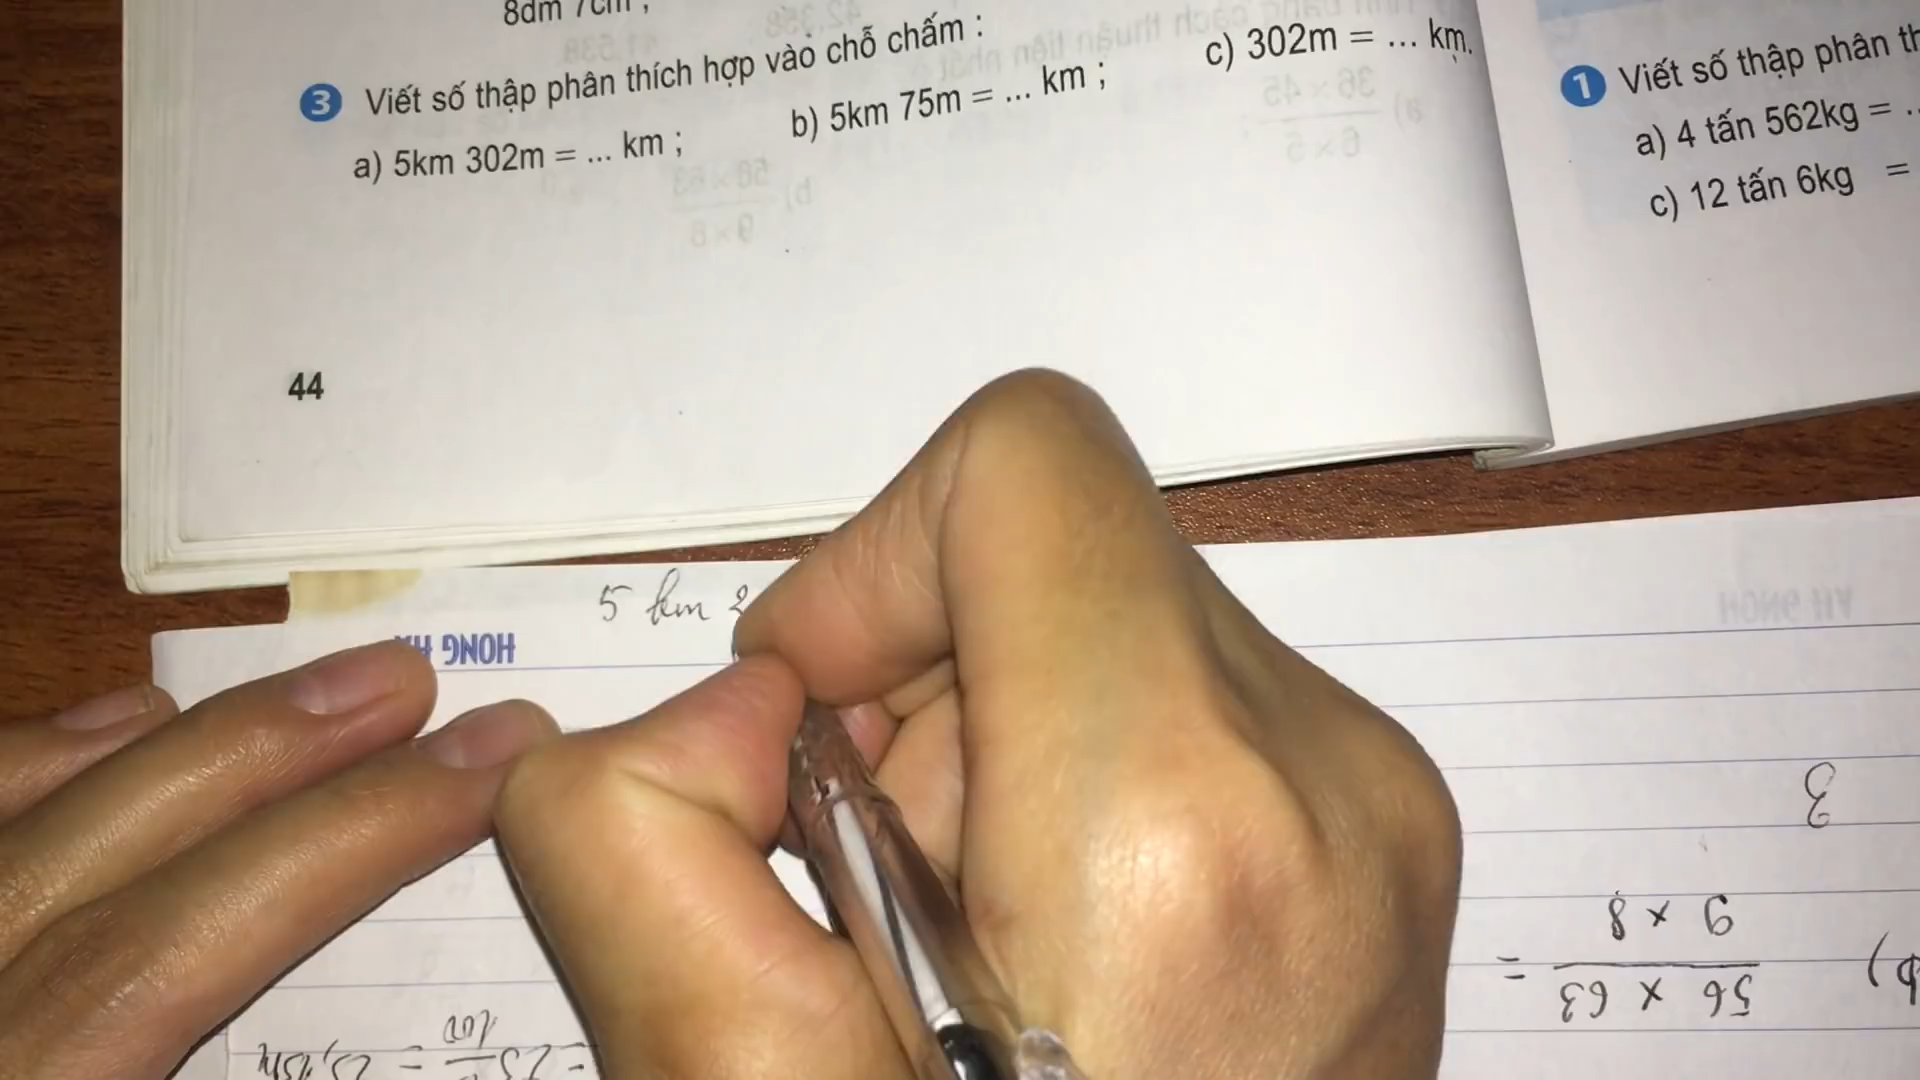 8dm 7cm ;
3 Viết số thập phân thích hợp vào chỗ chấm :
a) 5km 302m = ... km ; b) 5km 75m = ... km ; c) 302m = ... km.
44
1 Viết số thập phân th
a) 4 tấn 562kg = ..
c) 12 tấn 6kg =
5 km
HONG HA
3
b) 56 x 63
9 x 8
=